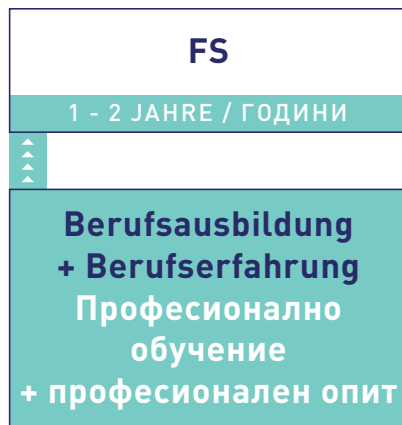 FS
1 - 2 JAHRE / ГОДИНИ
Berufsausbildung
+ Berufserfahrung
Професионално
обучение
+ професионален опит